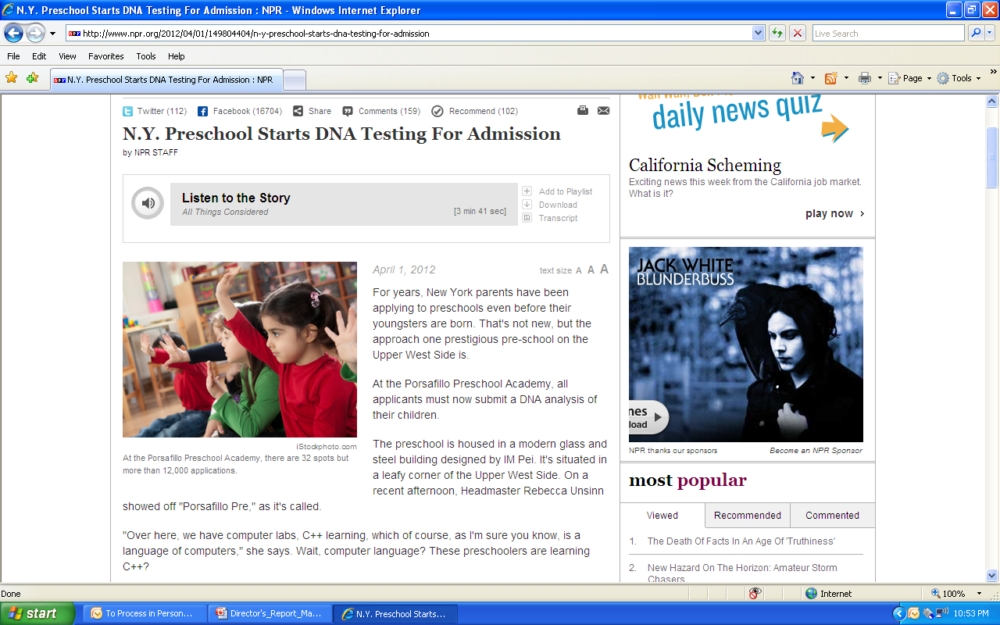 N.Y. Preschool Starts DNA Testing For Admission : NPR - Windows Internet Explorer
http://www.npr.org/2012/04/01/149804404/n-y-preschool-starts-dna-testing-for-admission
Live Search
File Edit View Favorites Tools Help
npr N.Y. Preschool Starts DNA Testing For Admission : NPR
Page Tools
Twitter (112) Facebook (16704) Share Comments (159) Recommend (102)
N.Y. Preschool Starts DNA Testing For Admission
by NPR STAFF
Listen to the Story
All Things Considered
[3 min 41 sec]
Add to Playlist
Download
Transcript
April 1, 2012
text size A A A
For years, New York parents have been
applying to preschools even before their
youngsters are born. That's not new, but the
approach one prestigious pre-school on the
Upper West Side is.
At the Porsafillo Preschool Academy, all
applicants must now submit a DNA analysis of
their children.
The preschool is housed in a modern glass and
steel building designed by IM Pei. It's situated in
a leafy corner of the Upper West Side. On a
recent afternoon, Headmaster Rebecca Unsinn
showed off "Porsafillo Pre," as it's called.
"Over here, we have computer labs, C++ learning, which of course, as I'm sure you know, is a
language of computers," she says. Wait, computer language? These preschoolers are learning
C++?
iStockphoto.com
At the Porsafillo Preschool Academy, there are 32 spots but
more than 12,000 applications.
daily news quiz
California Scheming
Exciting news this week from the California job market.
What is it?
play now ›
JACK WHITE
BLUNDERBUSS
nes
load
NPR thanks our sponsors Become an NPR Sponsor
most popular
Viewed Recommended Commented
1. The Death Of Facts In An Age Of 'Truthiness'
2. New Hazard On The Horizon: Amateur Storm
Chasers
Done
Internet
100%
start
To Process in Person...
Director's_Report_Ma...
N.Y. Preschool Starts...
10:53 PM